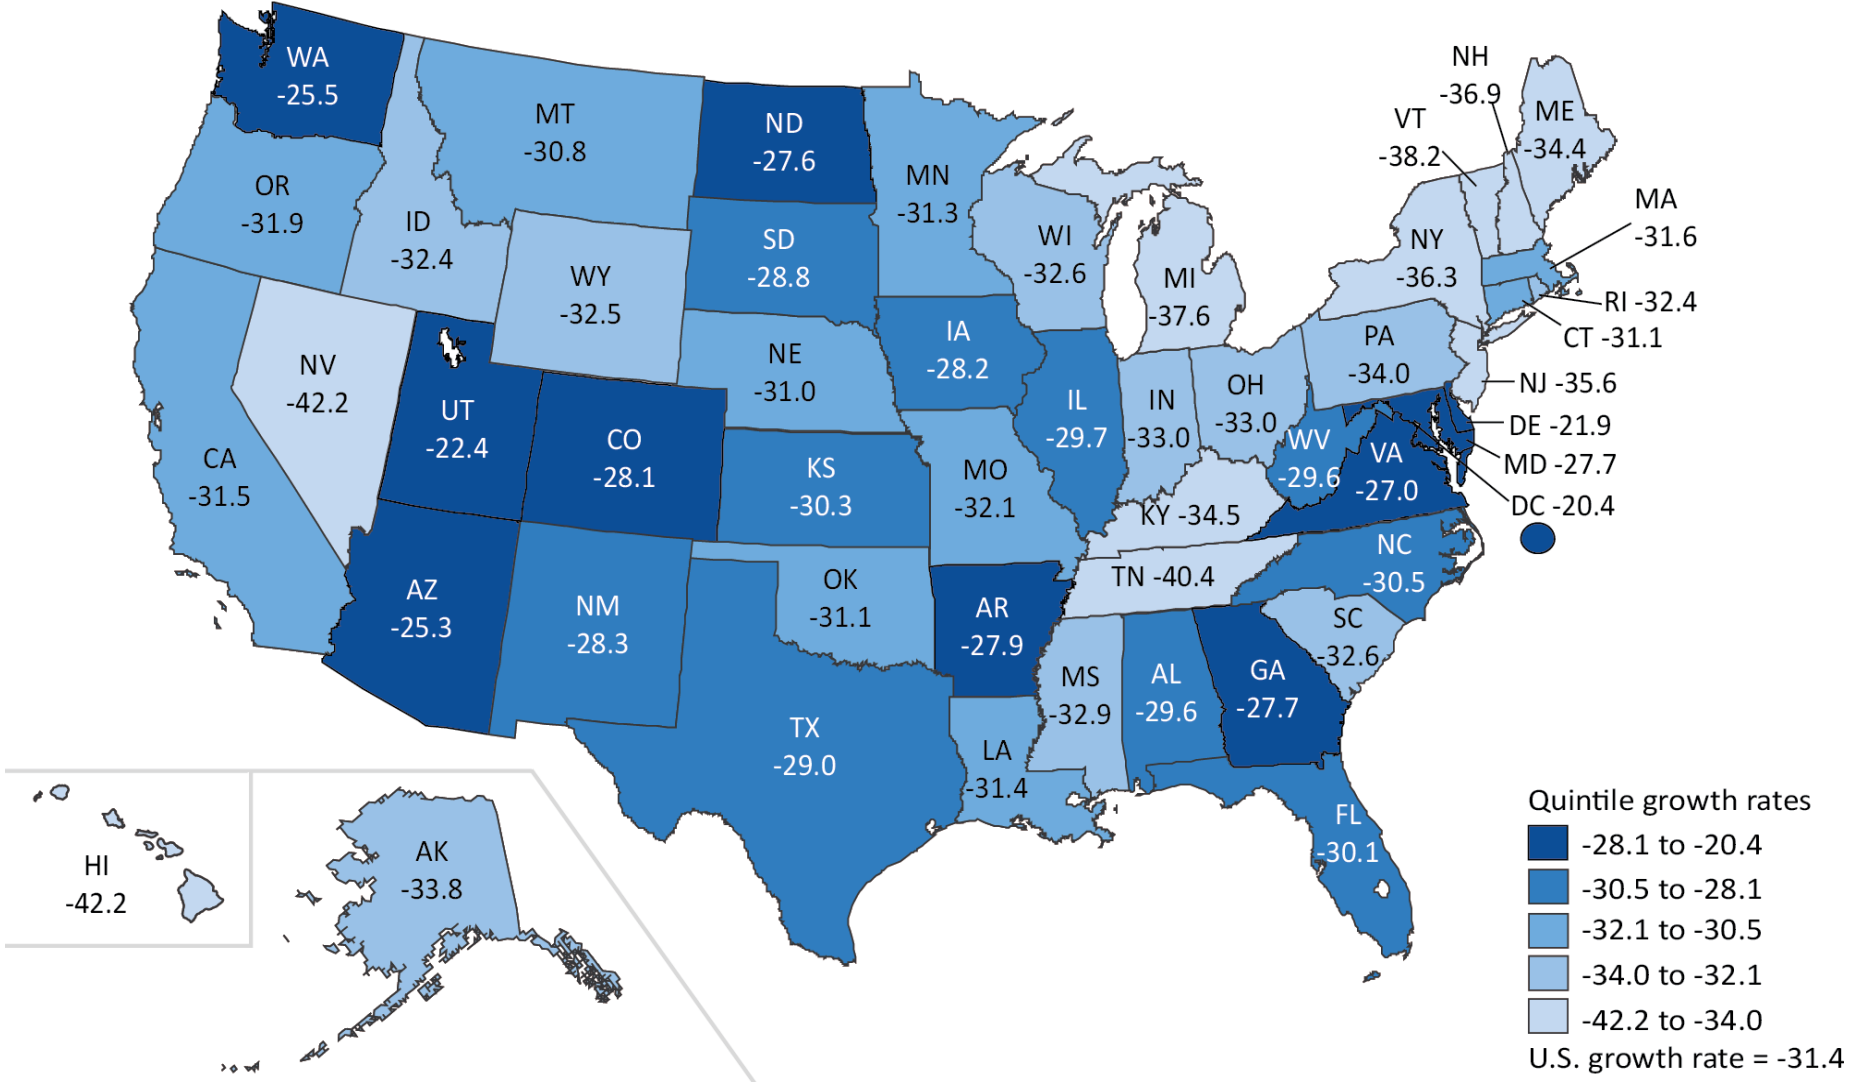 WA
-25.5
MT
-30.8
ND
-27.6
MN
-31.3
OR
-31.9
ID
-32.4
WY
-32.5
SD
-28.8
WI
-32.6
MI
-37.6
NH
-36.9
VT
-38.2
ME
-34.4
MA
-31.6
NY
-36.3
RI -32.4
CT -31.1
NJ -35.6
DE -21.9
MD -27.7
DC -20.4
PA
-34.0
NV
-42.2
UT
-22.4
CO
-28.1
NE
-31.0
IA
-28.2
IL
-29.7
IN
-33.0
OH
-33.0
WV
-29.6
VA
-27.0
CA
-31.5
KS
-30.3
MO
-32.1
KY -34.5
TN -40.4
NC
-30.5
AZ
-25.3
NM
-28.3
OK
-31.1
AR
-27.9
SC
-32.6
MS
-32.9
AL
-29.6
GA
-27.7
TX
-29.0
LA
-31.4
FL
-30.1
HI
-42.2
AK
-33.8
Quintile growth rates
-28.1 to -20.4
-30.5 to -28.1
-32.1 to -30.5
-34.0 to -32.1
-42.2 to -34.0
U.S. growth rate = -31.4